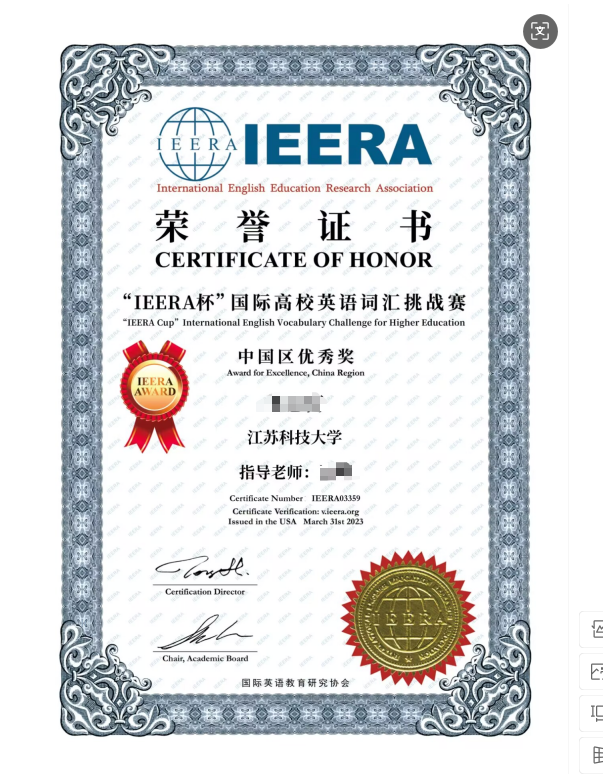 IEERA
IEERA
International English Education Research Association
荣誉证书
CERTIFICATE OF HONOR
“IEERA杯”国际高校英语词汇挑战赛
“IEERA Cup” International English Vocabulary Challenge for Higher Education
中国区优秀奖
Award for Excellence, China Region
IEERA
AWARD
江苏科技大学
指导老师:
Certificate Number IEERA03359
Certificate Verification: v.ieera.org
Issued in the USA March 31st 2023
Certification Director
IEERA
Chair, Academic Board
国际英语教育研究协会